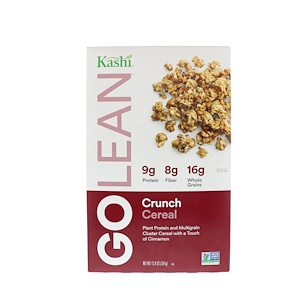 Kashi
GO LEAN
9g 8g 16g
Protein Fiber Whole
Grains
Crunch
Cereal
Plant Protein and Multigrain
Cluster Cereal with a Touch
of Cinnamon